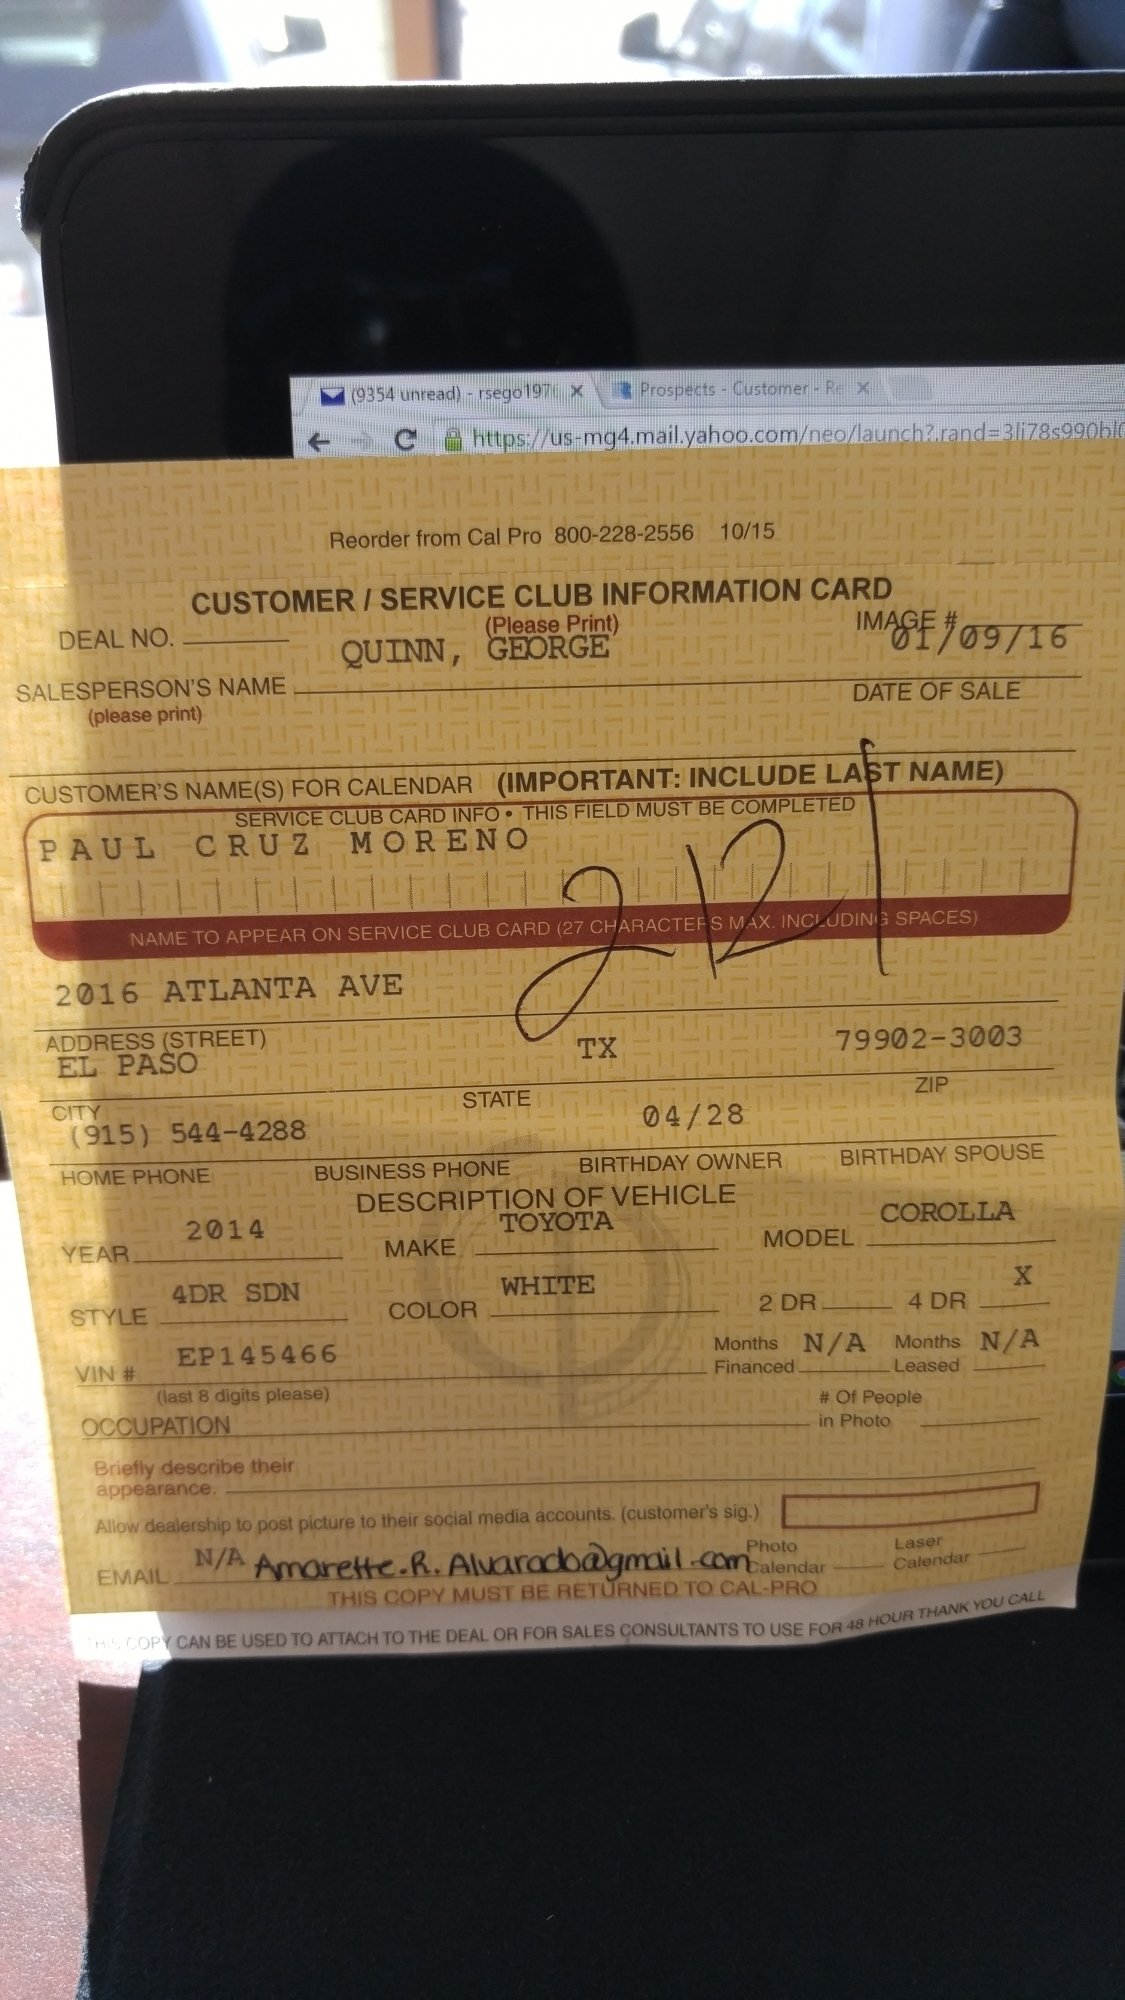 (9354 unread) - rsego197
Prospects - Customer - Re
https://us-mg4.mail.yahoo.com/neo/launch?.rand=3lj78s990bl0
Reorder from Cal Pro 800-228-2556 10/15
CUSTOMER / SERVICE CLUB INFORMATION CARD
(Please Print)
DEAL NO. IMAGE #
QUINN, GEORGE 01/09/16
SALESPERSON'S NAME DATE OF SALE
(please print)
CUSTOMER'S NAME(S) FOR CALENDAR (IMPORTANT: INCLUDE LAST NAME)
SERVICE CLUB CARD INFO • THIS FIELD MUST BE COMPLETED
PAUL CRUZ MORENO
2121
NAME TO APPEAR ON SERVICE CLUB CARD (27 CHARACTERS MAX. INCLUDING SPACES)
2016 ATLANTA AVE
ADDRESS (STREET)
EL PASO TX 79902-3003
CITY STATE ZIP
(915) 544-4288 04/28
HOME PHONE BUSINESS PHONE BIRTHDAY OWNER BIRTHDAY SPOUSE
DESCRIPTION OF VEHICLE
YEAR 2014 MAKE TOYOTA MODEL COROLLA
STYLE 4DR SDN COLOR WHITE 2 DR 4 DR X
VIN # EP145466 Months Financed N/A Months Leased N/A
(last 8 digits please)
OCCUPATION # Of People in Photo
Briefly describe their
appearance.
Allow dealership to post picture to their social media accounts. (customer's sig.)
EMAIL N/A Amarette.R.Alvarado@gmail.com Photo Calendar Laser Calendar
THIS COPY MUST BE RETURNED TO CAL-PRO
THIS COPY CAN BE USED TO ATTACH TO THE DEAL OR FOR SALES CONSULTANTS TO USE FOR 48 HOUR THANK YOU CALL